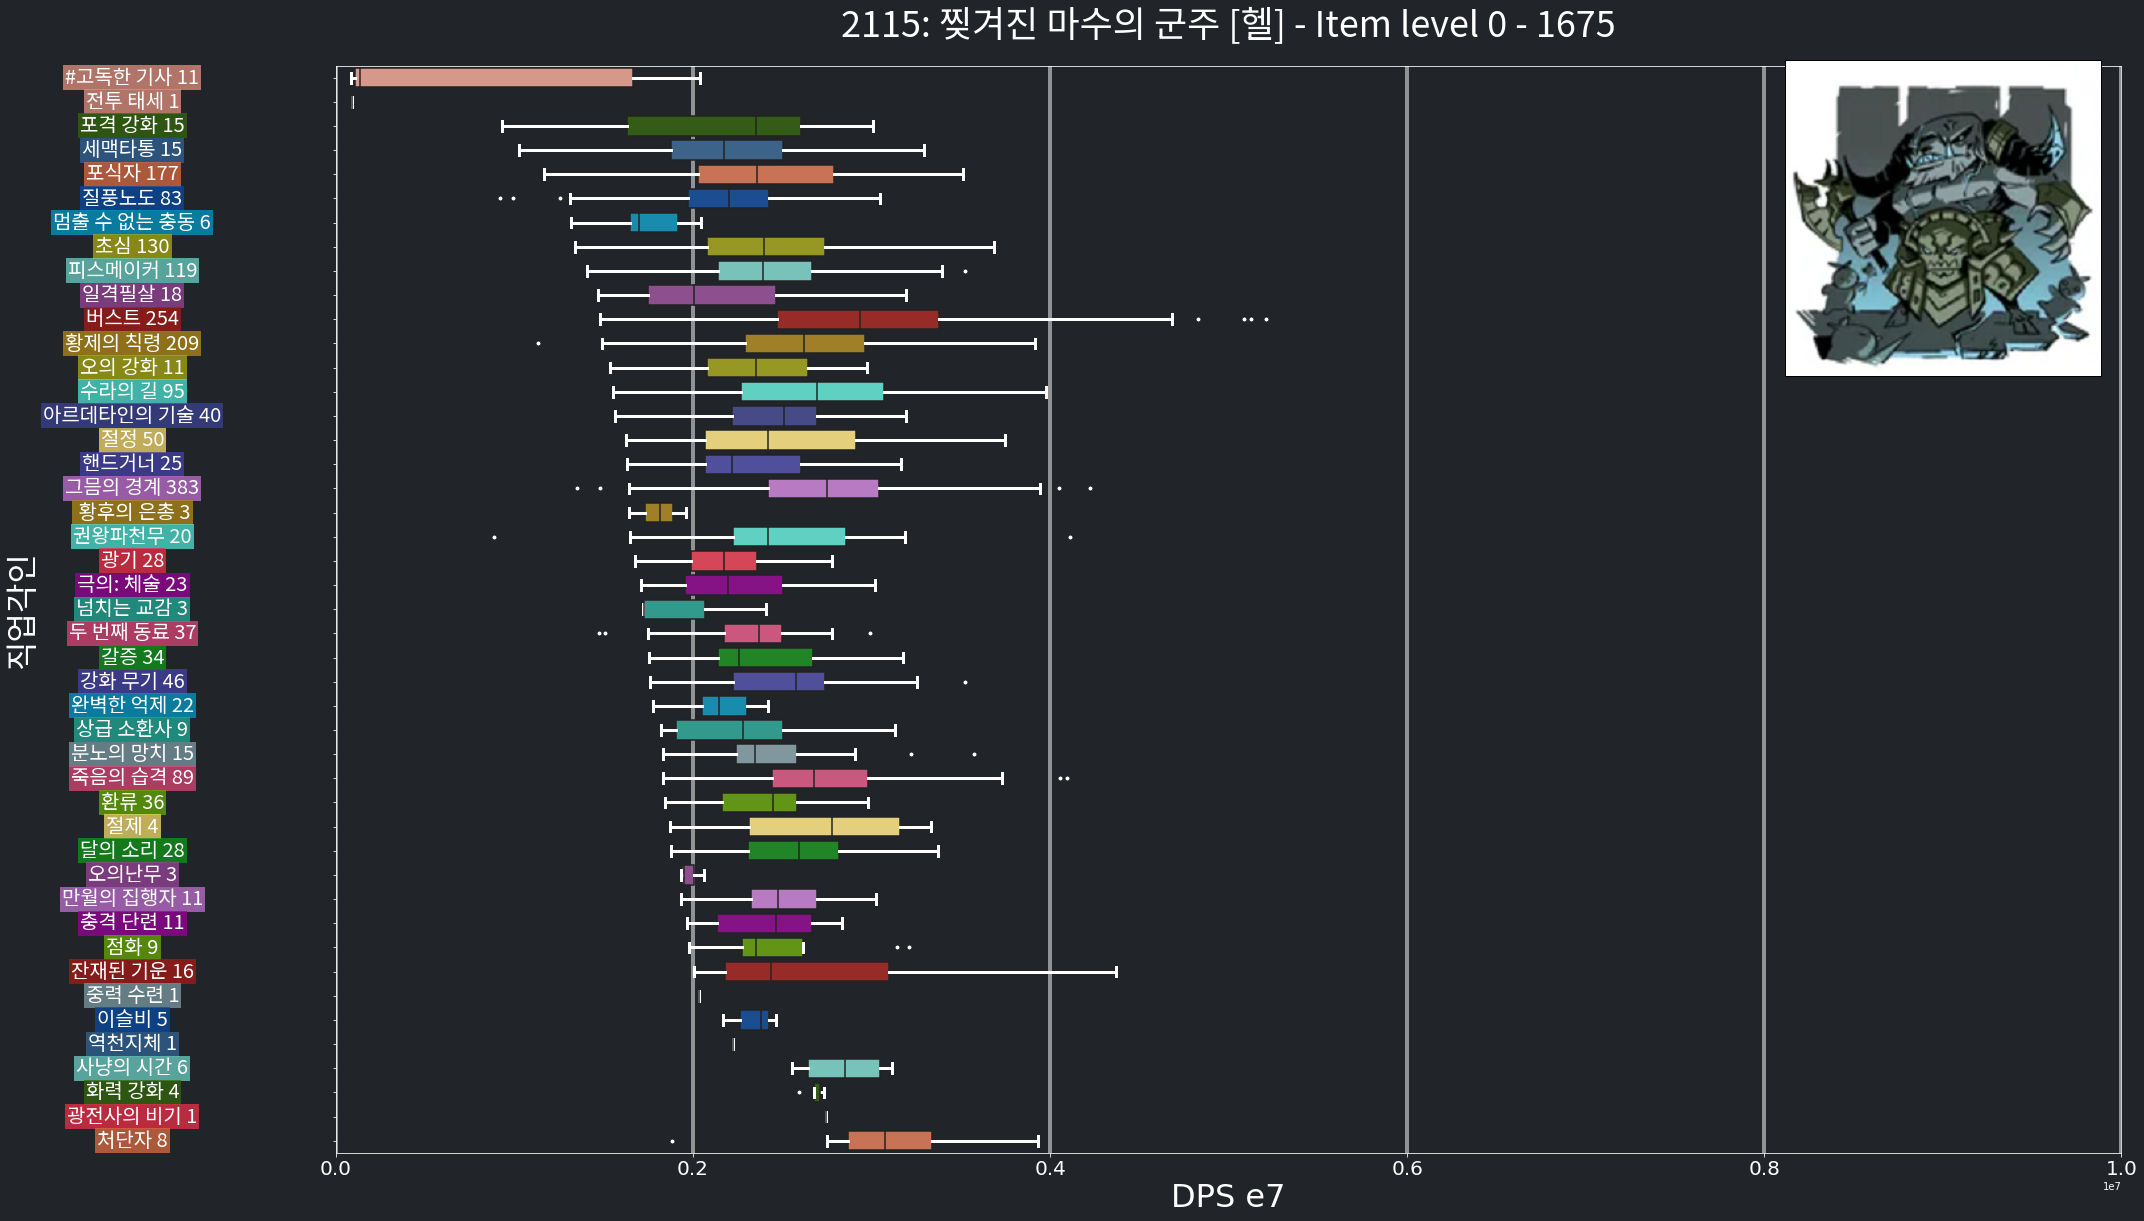 2115: 찢겨진 마수의 군주 [헬] - Item level 0 - 1675
#고독한 기사 11
전투 태세 1
포격 강화 15
세맥타통 15
포식자 177
질풍노도 83
멈출 수 없는 충동 6
초심 130
피스메이커 119
일격필살 18
버스트 254
황제의 칙령 209
오의 강화 11
수라의 길 95
아르데타인의 기술 40
절정 50
핸드거너 25
그믐의 경계 383
황후의 은총 3
권왕파천무 20
광기 28
극의: 체술 23
넘치는 교감 3
두 번째 동료 37
갈증 34
강화 무기 46
완벽한 억제 22
상급 소환사 9
분노의 망치 15
죽음의 습격 89
환류 36
절제 4
달의 소리 28
오의난무 3
만월의 집행자 11
충격 단련 11
점화 9
잔재된 기운 16
중력 수련 1
이슬비 5
역천지체 1
사냥의 시간 6
화력 강화 4
광전사의 비기 1
처단자 8
직업각인
0.0 0.2 0.4 0.6 0.8 1.0
1e7
DPS e7